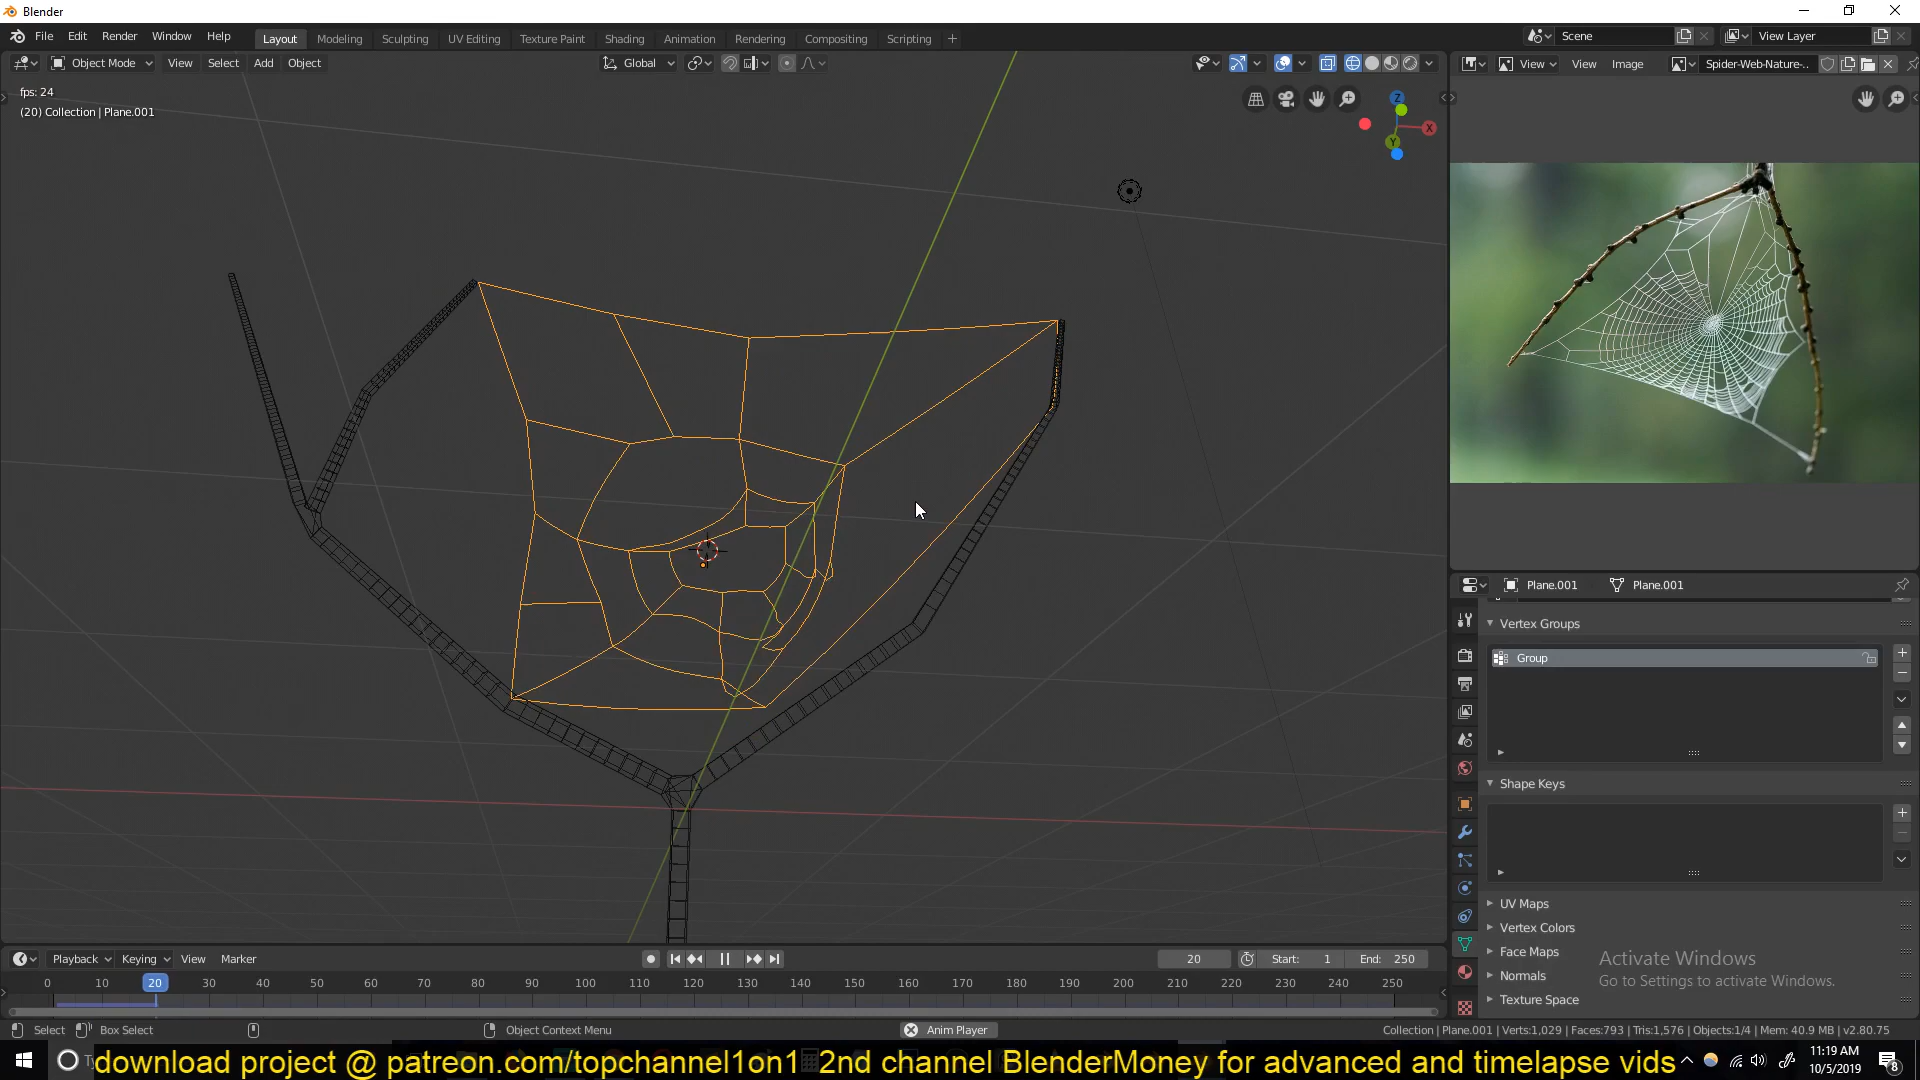 Blender
File Edit Render Window Help
Layout Modeling Sculpting UV Editing Texture Paint Shading Animation Rendering Compositing Scripting +
Scene
View Layer
Object Mode View Select Add Object
Global
View View Image Spider-Web-Nature-..
fps: 24
(20) Collection | Plane.001
Z
X
Y
Plane.001 Plane.001
Vertex Groups
Group
Shape Keys
UV Maps
Vertex Colors
Face Maps
Normals
Texture Space
Activate Windows
Go to Settings to activate Windows.
Playback Keying View Marker
20 Start: 1 End: 250
0 10 20 30 40 50 60 70 80 90 100 110 120 130 140 150 160 170 180 190 200 210 220 230 240 250
Select Box Select Object Context Menu Anim Player
Collection | Plane.001 | Verts:1,029 | Faces:793 | Tris:1,576 | Objects:1/4 | Mem: 40.9 MB | v2.80.75
download project @ patreon.com/topchannel1on1 2nd channel BlenderMoney for advanced and timelapse vids
11:19 AM
10/5/2019
8